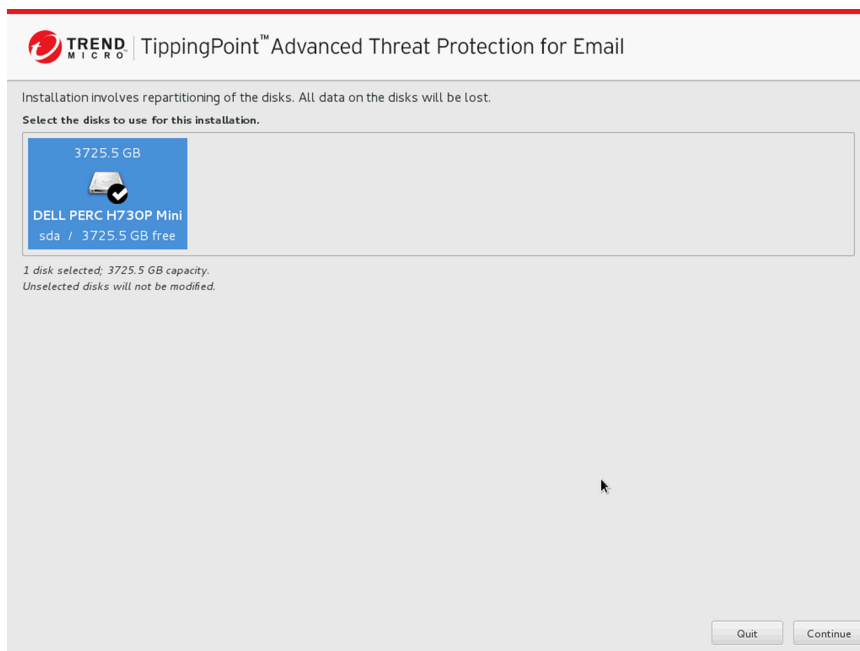 TREND MICRO | TippingPoint™ Advanced Threat Protection for Email
Installation involves repartitioning of the disks. All data on the disks will be lost.
Select the disks to use for this installation.
3725.5 GB
DELL PERC H730P Mini
sda / 3725.5 GB free
1 disk selected; 3725.5 GB capacity.
Unselected disks will not be modified.
Quit Continue